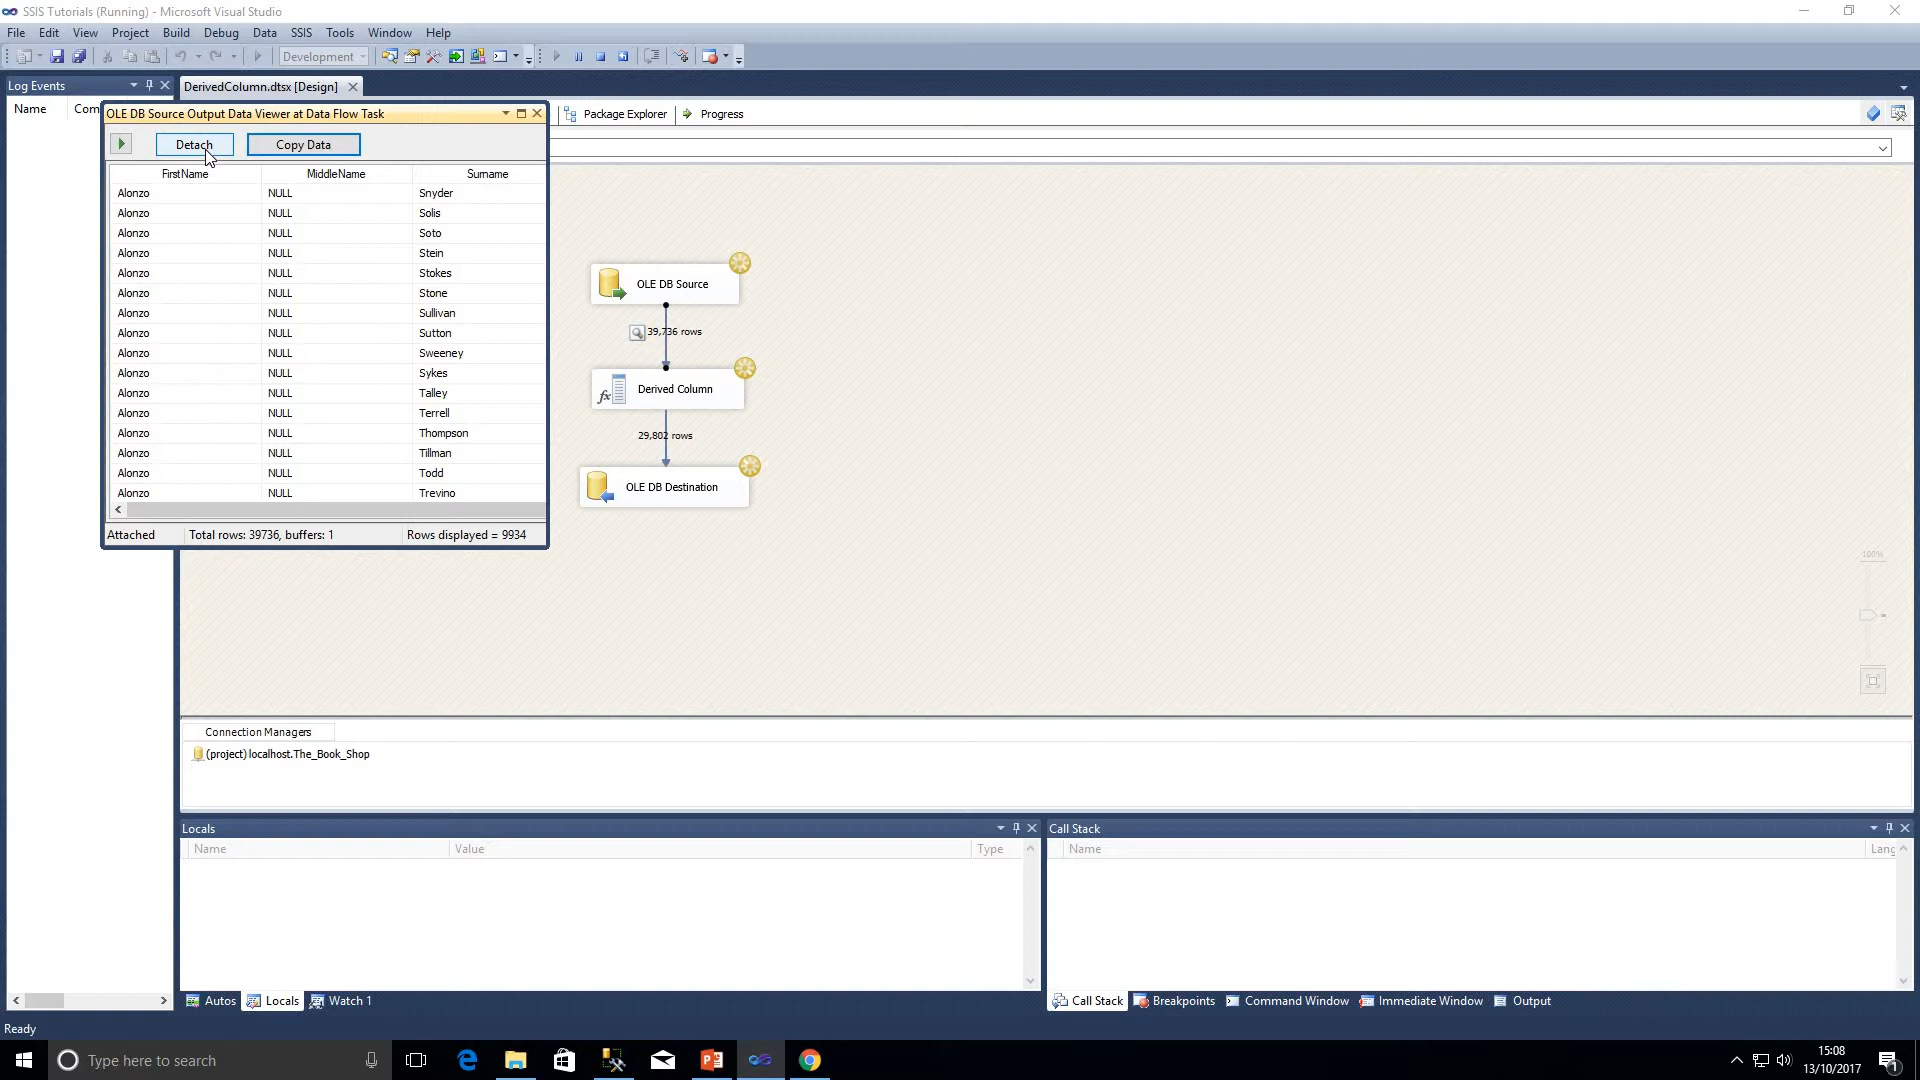 SSIS Tutorials (Running) - Microsoft Visual Studio
File Edit View Project Build Debug Data SSIS Tools Window Help
Development
Log Events
DerivedColumn.dtsx [Design]
Name Com
OLE DB Source Output Data Viewer at Data Flow Task
Package Explorer
Progress
Detach
Copy Data
FirstName MiddleName Surname
Alonzo NULL Snyder
Alonzo NULL Solis
Alonzo NULL Soto
Alonzo NULL Stein
Alonzo NULL Stokes
Alonzo NULL Stone
Alonzo NULL Sullivan
Alonzo NULL Sutton
Alonzo NULL Sweeney
Alonzo NULL Sykes
Alonzo NULL Talley
Alonzo NULL Terrell
Alonzo NULL Thompson
Alonzo NULL Tillman
Alonzo NULL Todd
Alonzo NULL Trevino
Attached Total rows: 39736, buffers: 1 Rows displayed = 9934
OLE DB Source
39,736 rows
Derived Column
29,802 rows
OLE DB Destination
100%
Connection Managers
(project) localhost.The_Book_Shop
Locals
Name Value Type
Call Stack
Name Lang
Autos Locals Watch 1
Call Stack Breakpoints Command Window Immediate Window Output
Ready
Type here to search
15:08
13/10/2017
1